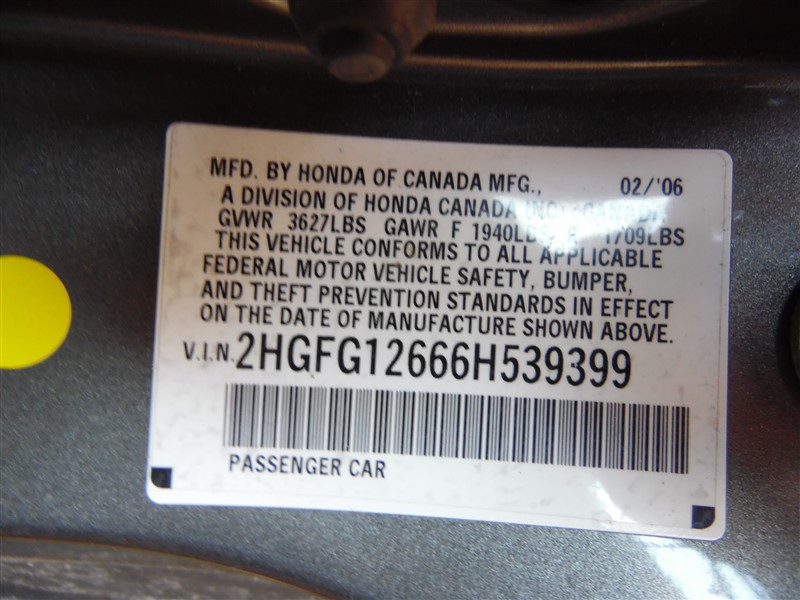 MFD. BY HONDA OF CANADA MFG., 02/'06
A DIVISION OF HONDA CANADA INC., CANADA
GVWR 3627LBS GAWR F 1940LBS R 1709LBS
THIS VEHICLE CONFORMS TO ALL APPLICABLE
FEDERAL MOTOR VEHICLE SAFETY, BUMPER,
AND THEFT PREVENTION STANDARDS IN EFFECT
ON THE DATE OF MANUFACTURE SHOWN ABOVE.
V.I.N. 2HGFG12666H539399
PASSENGER CAR